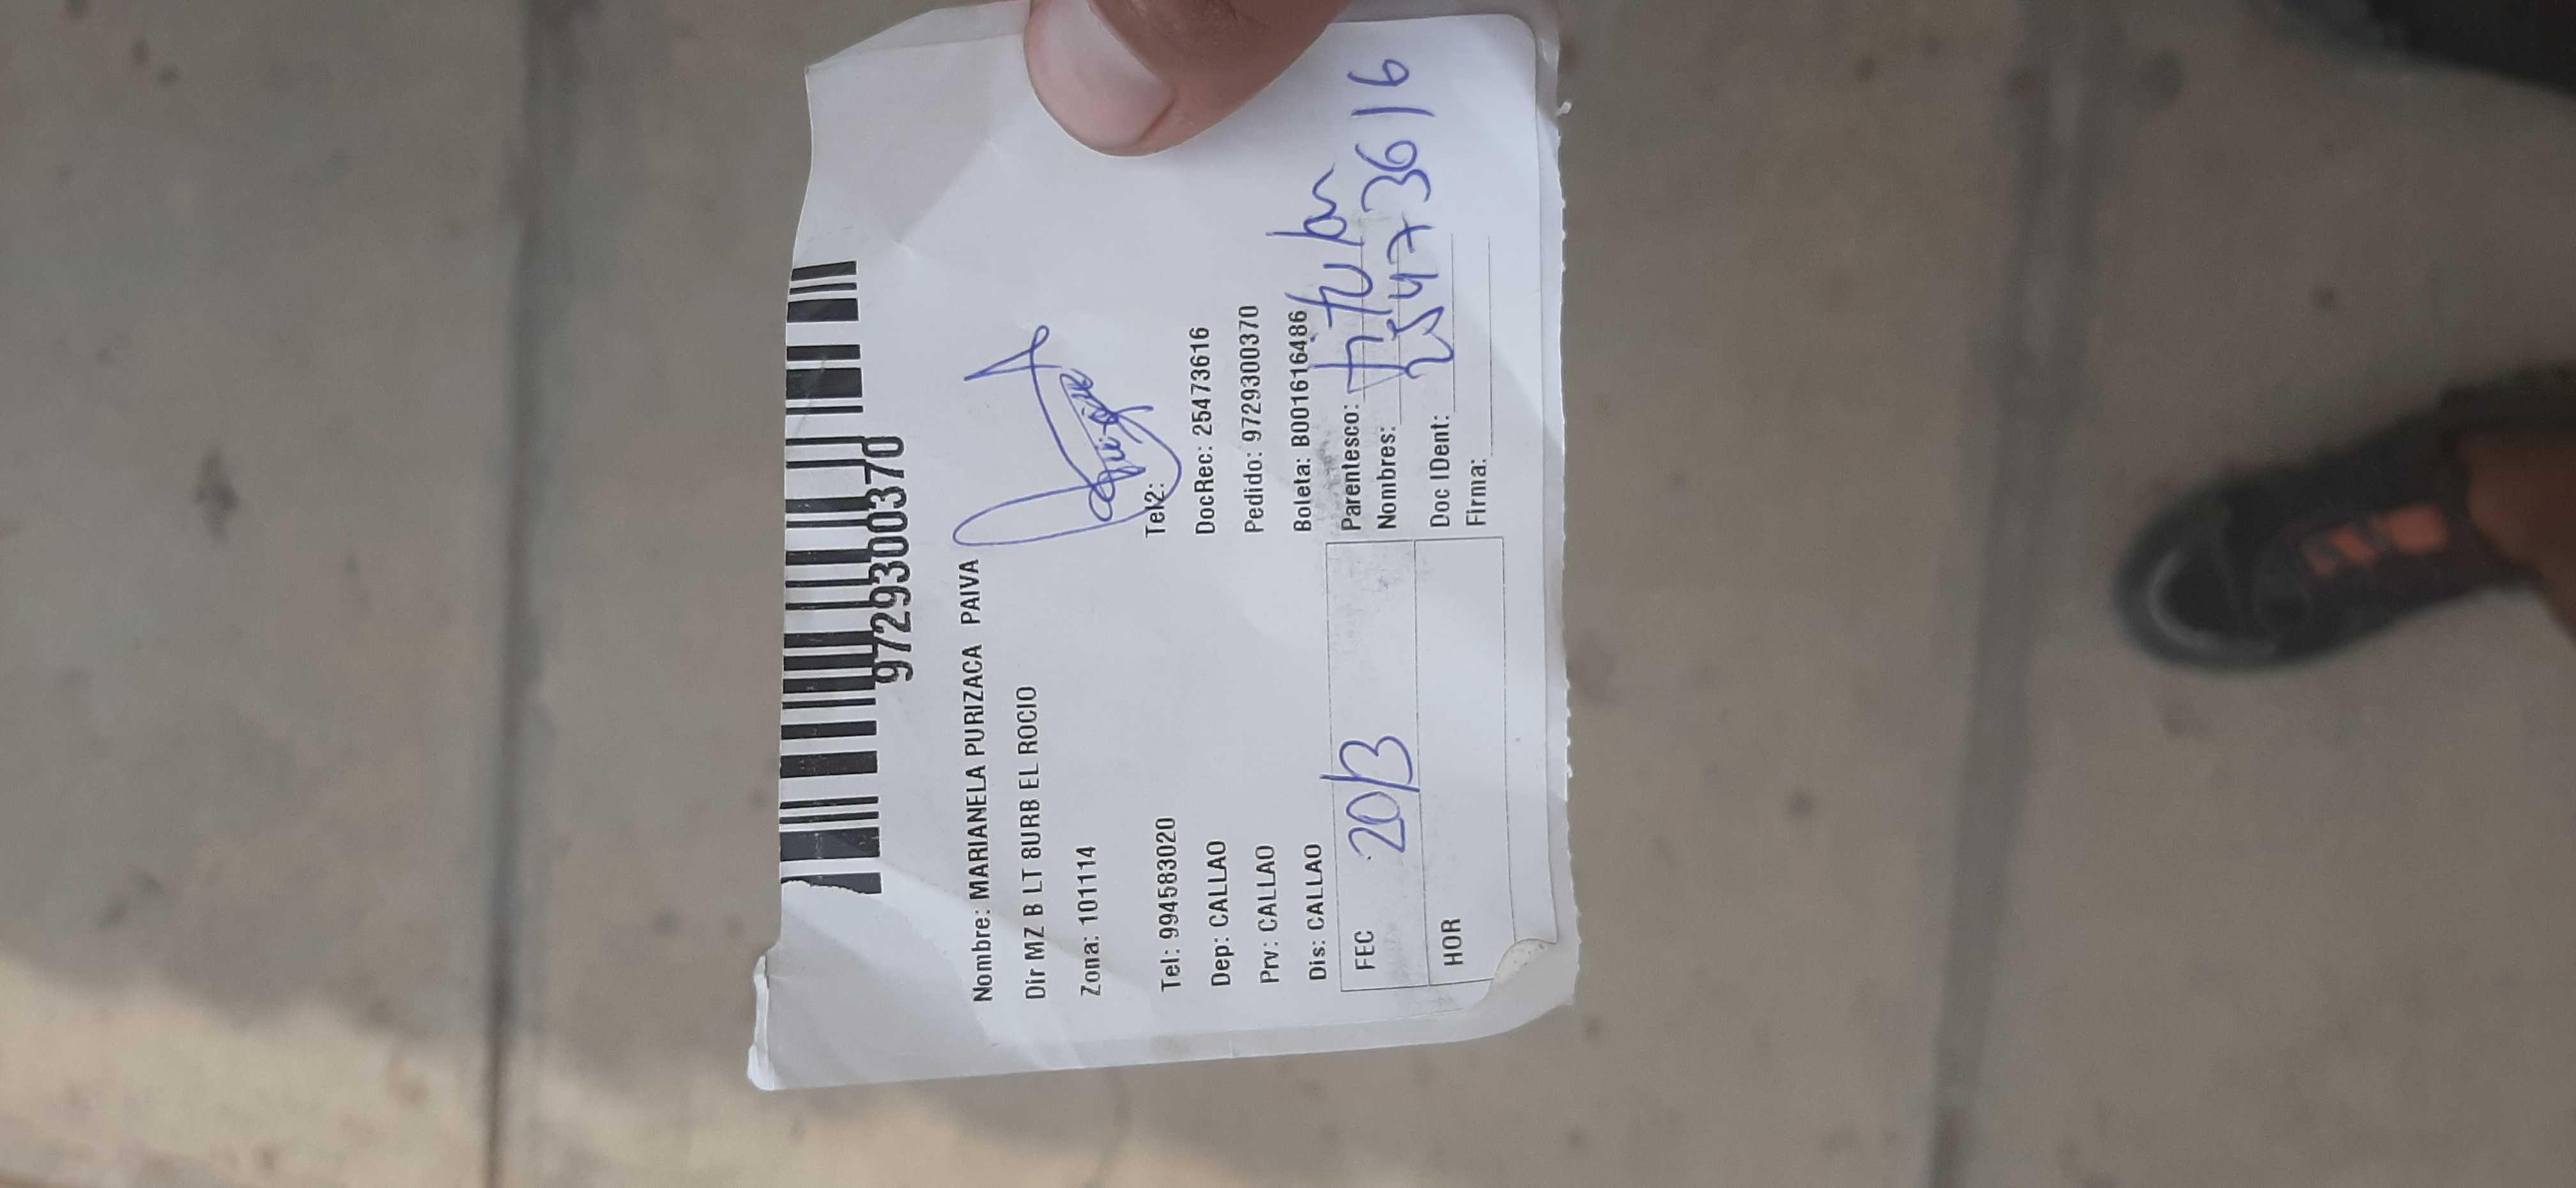 9729300370
Nombre: MARIANELA PURIZACA PAIVA
Dir MZ B LT 8URB EL ROCIO
Zona: 101114
Tel: 994583020 Tel2:
Dep: CALLAO DocRec: 25473616
Prv: CALLAO Pedido: 9729300370
Dis: CALLAO Boleta: B001616486
FEC 20/3 Parentesco: titular
Nombres: 25473616
HOR Doc IDent:
Firma: